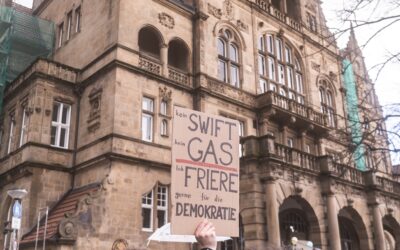 kein SWIFT
kein GAS
ich FRIERE
gerne für die
DEMOKRATIE